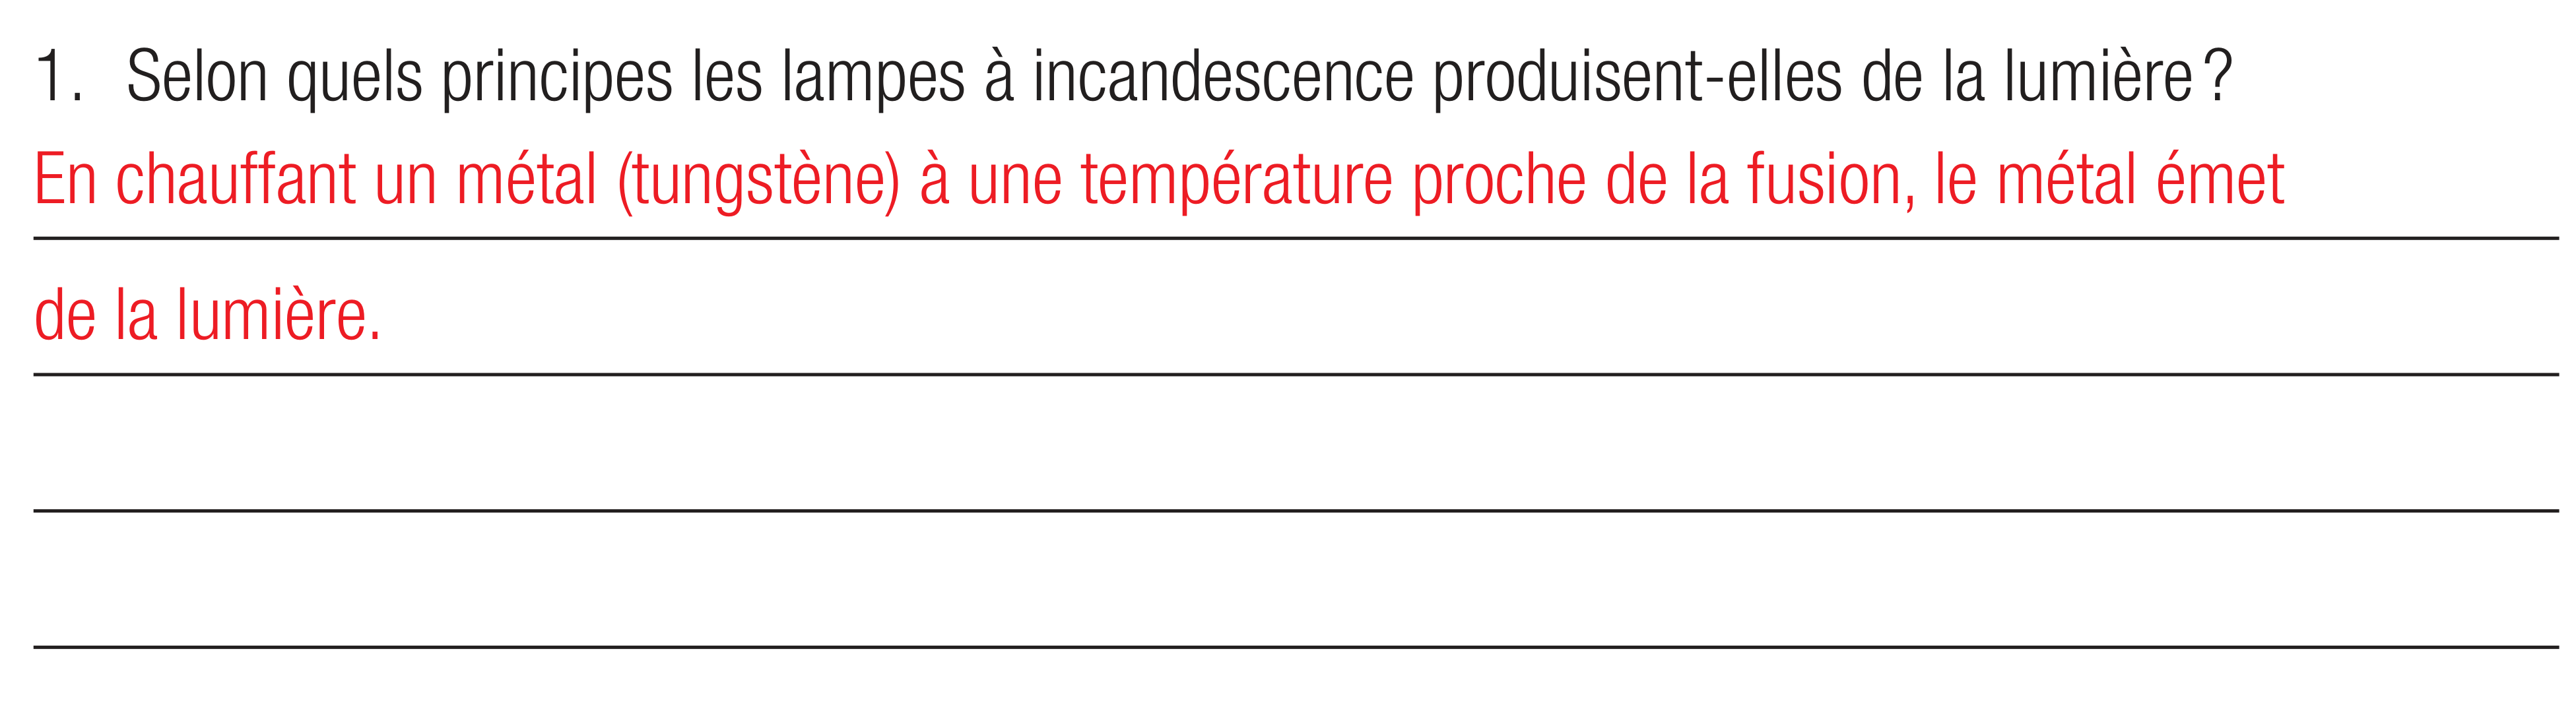 1. Selon quels principes les lampes à incandescence produisent-elles de la lumière ?
En chauffant un métal (tungstène) à une température proche de la fusion, le métal émet
de la lumière.